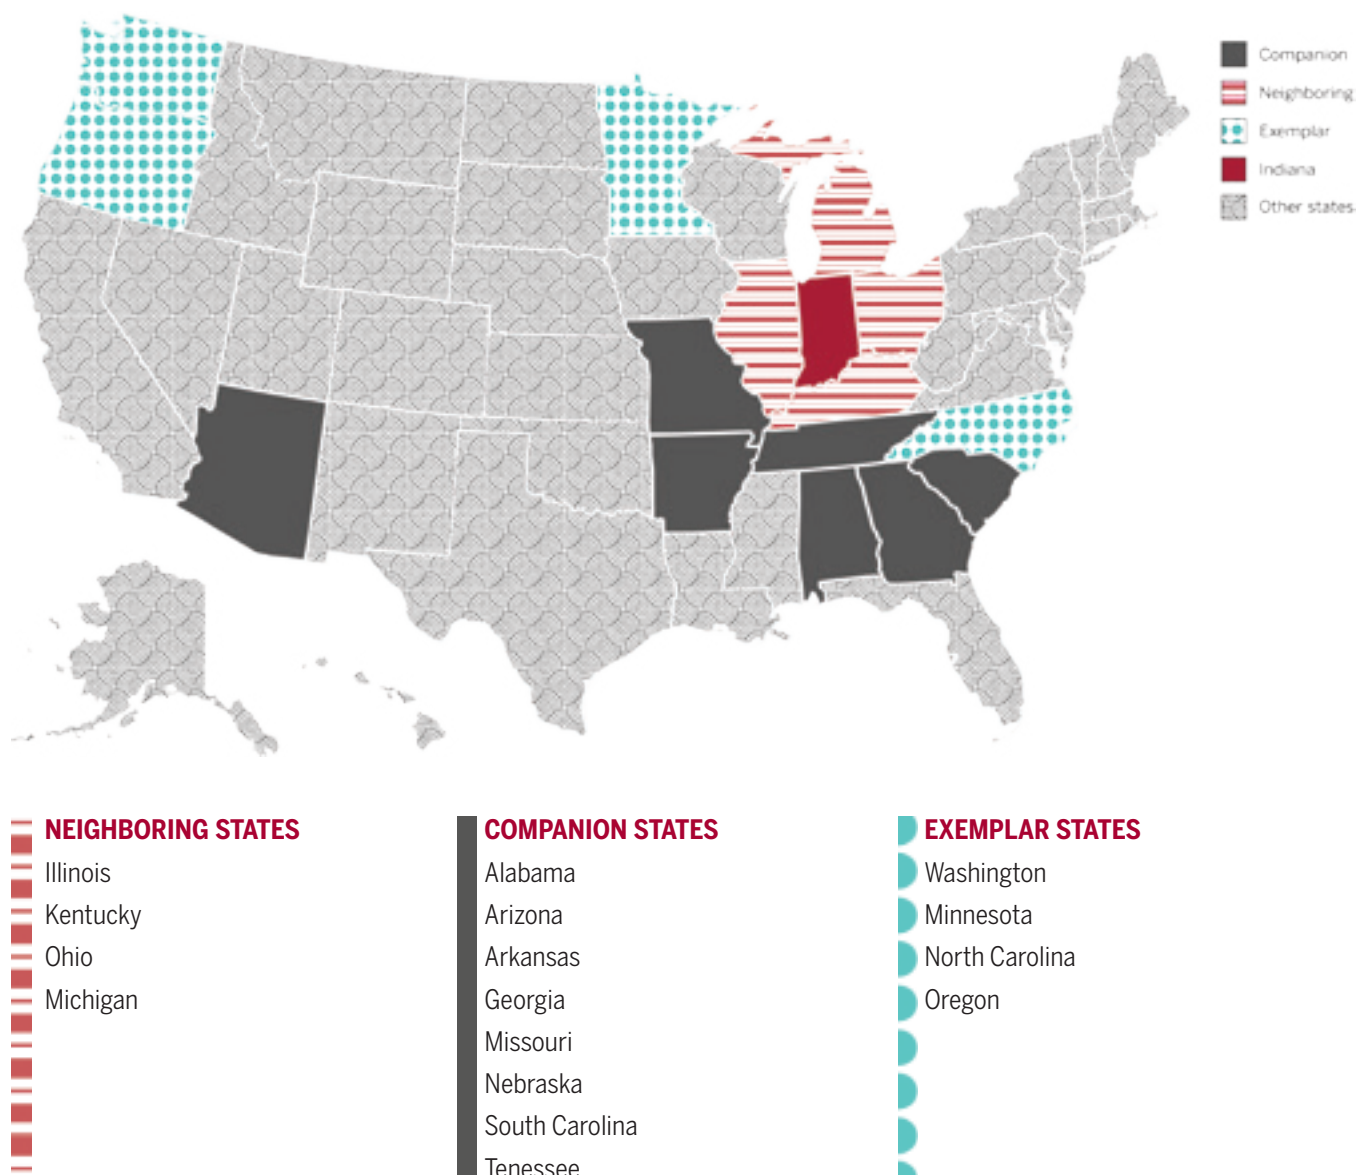 Companion
Neighboring
Exemplar
Indiana
Other states
NEIGHBORING STATES
Illinois
Kentucky
Ohio
Michigan
COMPANION STATES
Alabama
Arizona
Arkansas
Georgia
Missouri
Nebraska
South Carolina
Tenessee
EXEMPLAR STATES
Washington
Minnesota
North Carolina
Oregon